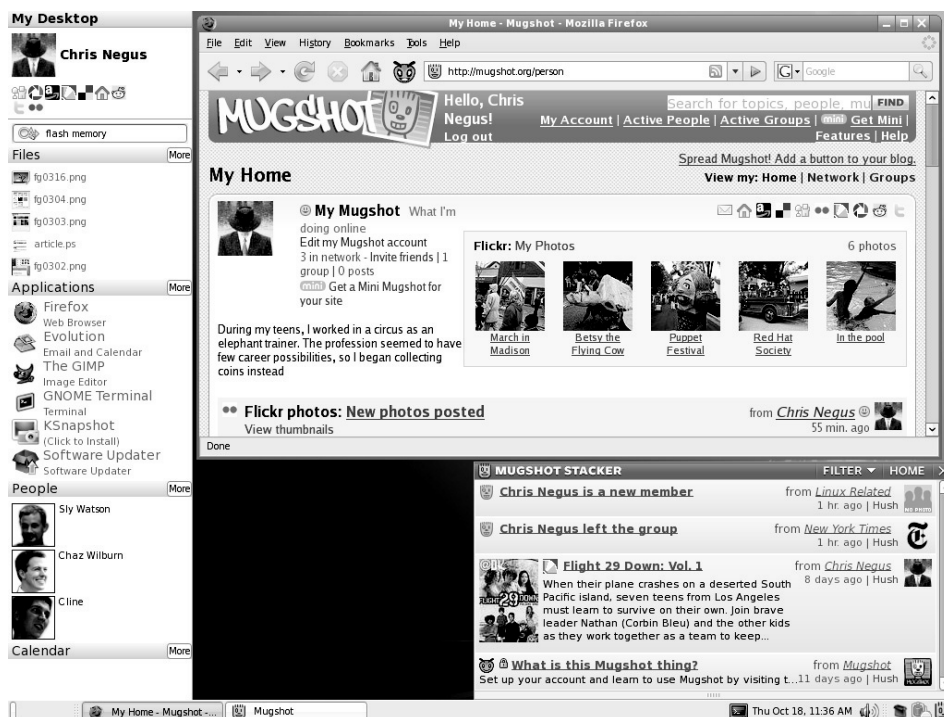 My Desktop
Chris Negus
flash memory
Files More
fg0316.png
fg0304.png
fg0303.png
article.ps
fg0302.png
Applications More
Firefox
Web Browser
Evolution
Email and Calendar
The GIMP
Image Editor
GNOME Terminal
Terminal
KSnapshot
(Click to Install)
Software Updater
Software Updater
People More
Sly Watson
Chaz Wilburn
C line
Calendar More
My Home - Mugshot - Mozilla Firefox
File Edit View History Bookmarks Tools Help
http://mugshot.org/person
G Google
MUGSHOT
Hello, Chris
Negus!
Log out
Search for topics, people, mu FIND
My Account | Active People | Active Groups | mini Get Mini |
Features | Help
Spread Mugshot! Add a button to your blog.
My Home
View my: Home | Network | Groups
My Mugshot What I'm
doing online
Edit my Mugshot account
3 in network - Invite friends | 1
group | 0 posts
mini Get a Mini Mugshot for
your site
During my teens, I worked in a circus as an
elephant trainer. The profession seemed to have
few career possibilities, so I began collecting
coins instead
Flickr: My Photos 6 photos
March in
Madison
Betsy the
Flying Cow
Puppet
Festival
Red Hat
Society
In the pool
Flickr photos: New photos posted
View thumbnails
from Chris Negus
55 min. ago
Done
MUGSHOT STACKER FILTER HOME X
Chris Negus is a new member
from Linux Related
1 hr. ago | Hush
NO PHOTO
Chris Negus left the group
from New York Times
1 hr. ago | Hush
FLIGHT 29 DOWN
Flight 29 Down: Vol. 1
from Chris Negus
8 days ago | Hush
When their plane crashes on a deserted South
Pacific island, seven teens from Los Angeles
must learn to survive on their own. Join brave
leader Nathan (Corbin Bleu) and the other kids
as they work together as a team to keep...
What is this Mugshot thing?
from Mugshot
Set up your account and learn to use Mugshot by visiting t...
11 days ago | Hush
My Home - Mugshot -...
Mugshot
Thu Oct 18, 11:36 AM